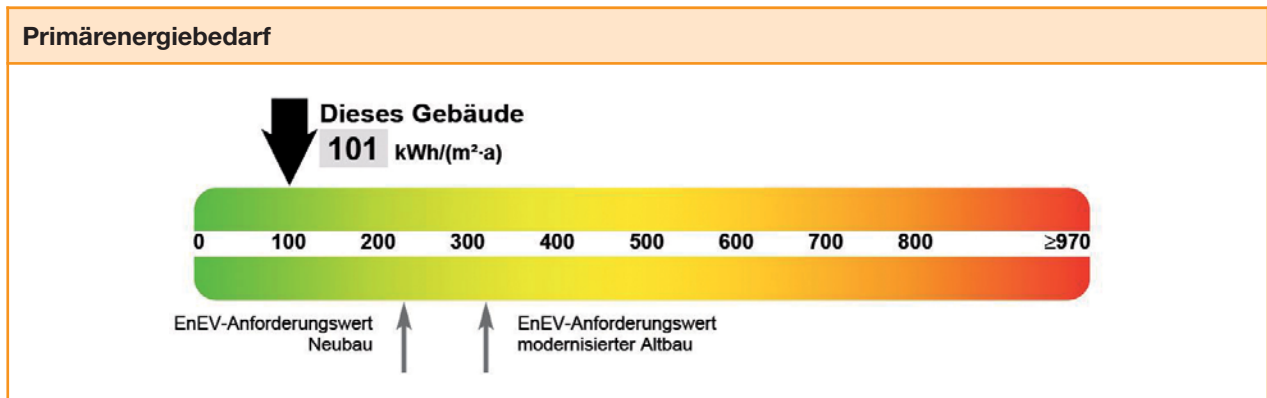 Primärenergiebedarf
Dieses Gebäude
101 kWh/(m²·a)
0 100 200 300 400 500 600 700 800 ≥970
EnEV-Anforderungswert
Neubau
EnEV-Anforderungswert
modernisierter Altbau